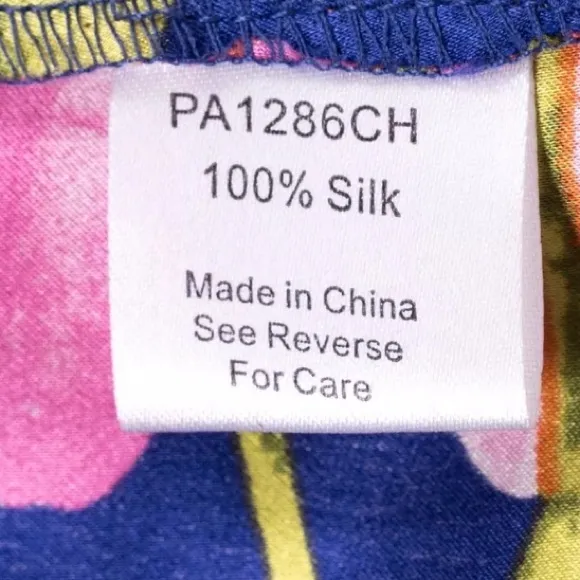 PA1286CH
100% Silk
Made in China
See Reverse
For Care